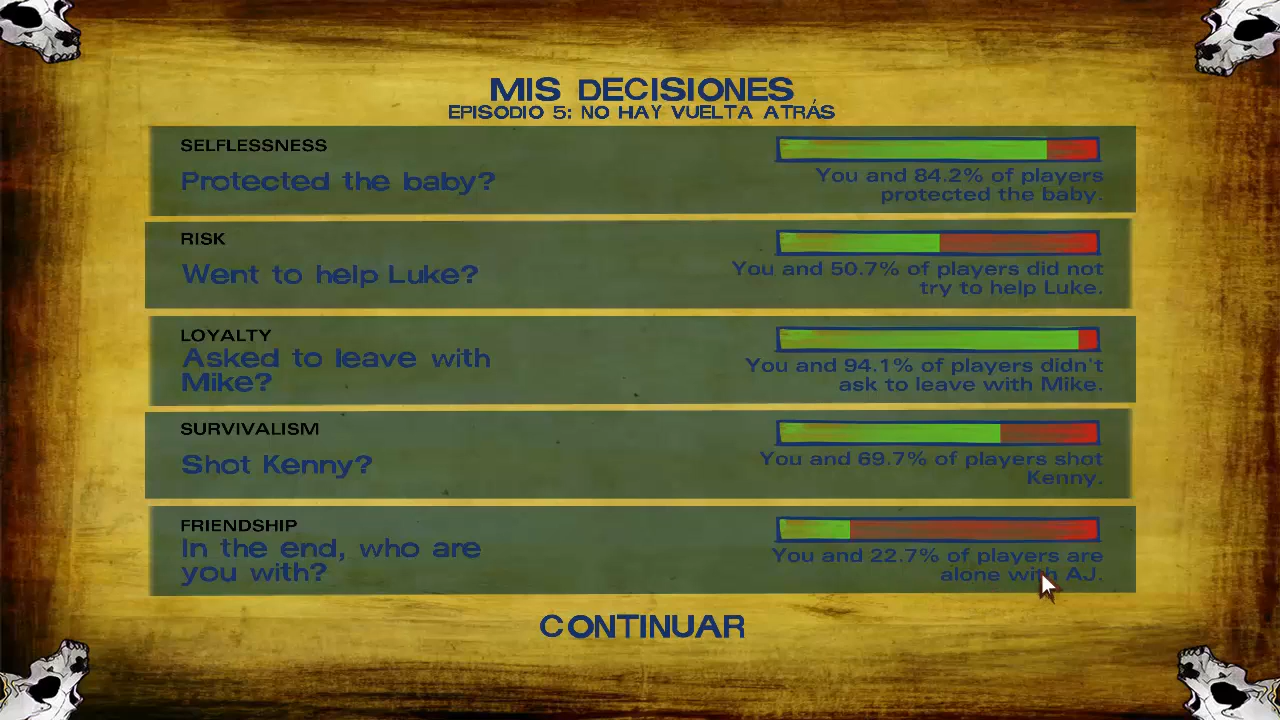 MIS DECISIONES
EPISODIO 5: NO HAY VUELTA ATRÁS
SELFLESSNESS
Protected the baby?
You and 84.2% of players
protected the baby.
RISK
Went to help Luke?
You and 50.7% of players did not
try to help Luke.
LOYALTY
Asked to leave with
Mike?
You and 94.1% of players didn't
ask to leave with Mike.
SURVIVALISM
Shot Kenny?
You and 69.7% of players shot
Kenny.
FRIENDSHIP
In the end, who are
you with?
You and 22.7% of players are
alone with AJ.
CONTINUAR